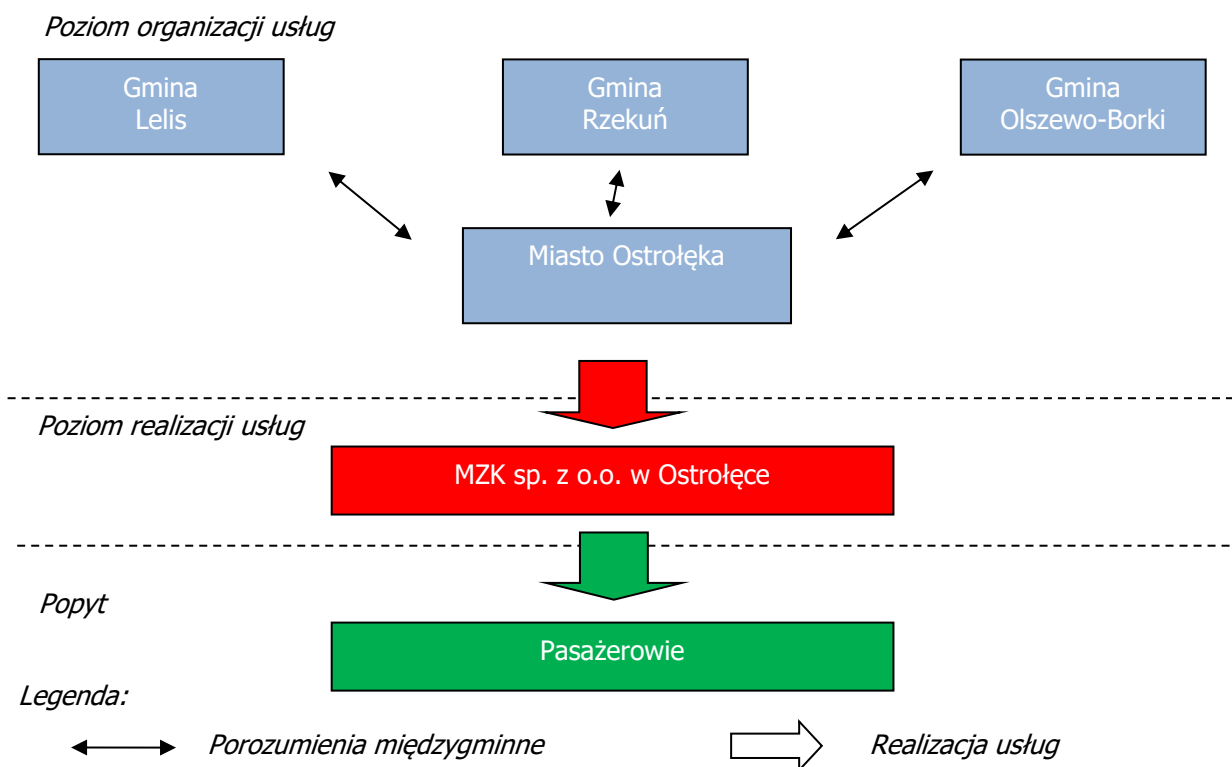 Poziom organizacji usług
Gmina
Lelis
Gmina
Rzekuń
Gmina
Olszewo-Borki
Miasto Ostrołęka
Poziom realizacji usług
MZK sp. z o.o. w Ostrołęce
Popyt
Pasażerowie
Legenda:
Porozumienia międzygminne
Realizacja usług